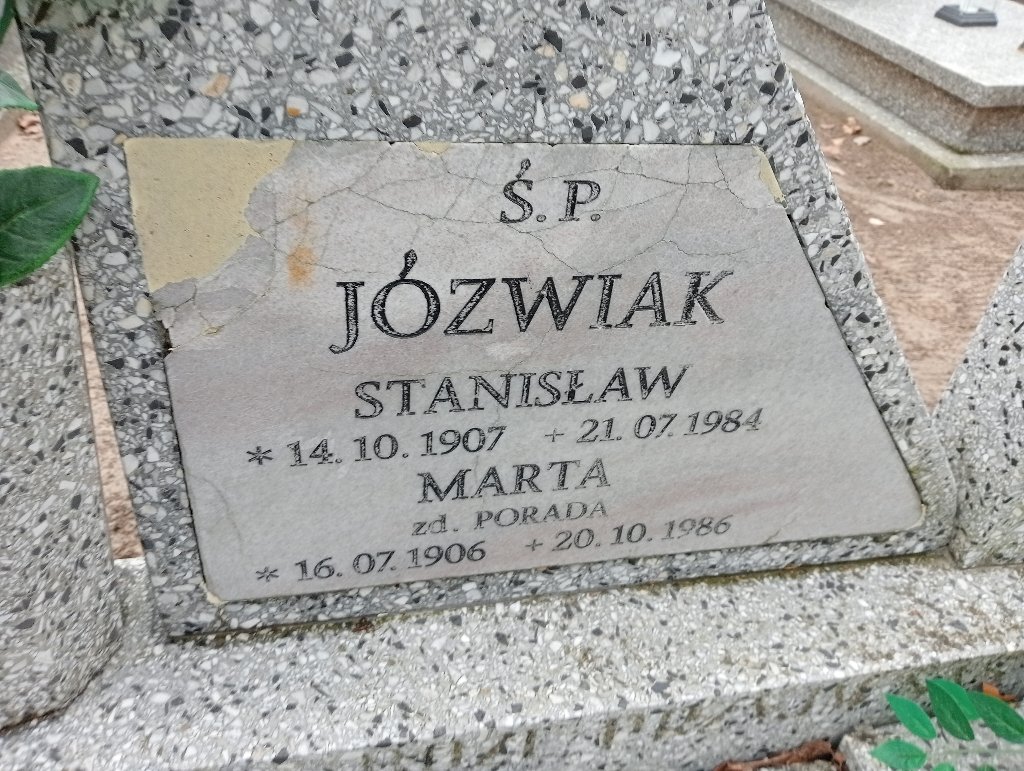 Ś. P.
JÓZWIAK
STANISŁAW
* 14. 10. 1907 + 21. 07. 1984
MARTA
zd. PORADA
* 16. 07. 1906 + 20. 10. 1986